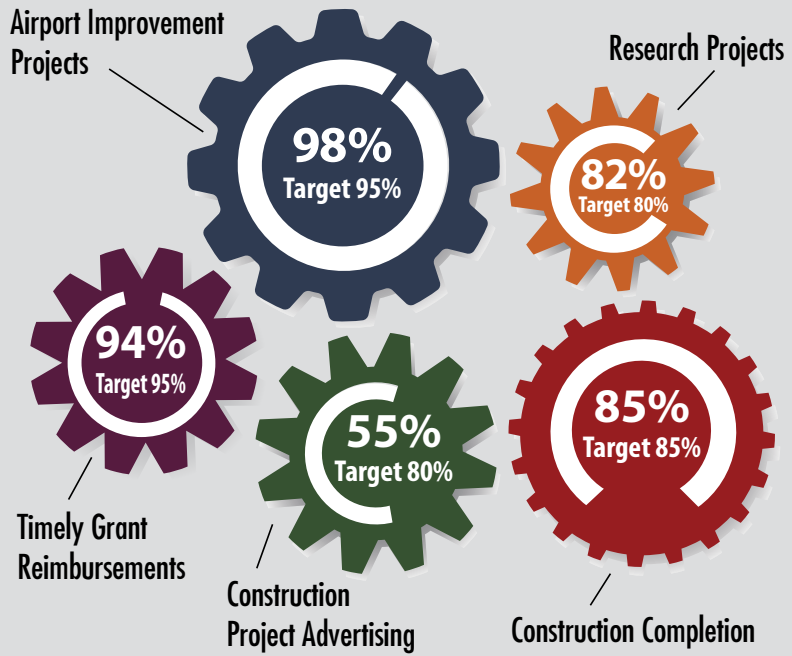 Airport Improvement
Projects
98%
Target 95%
Research Projects
82%
Target 80%
94%
Target 95%
Timely Grant
Reimbursements
55%
Target 80%
Construction
Project Advertising
85%
Target 85%
Construction Completion